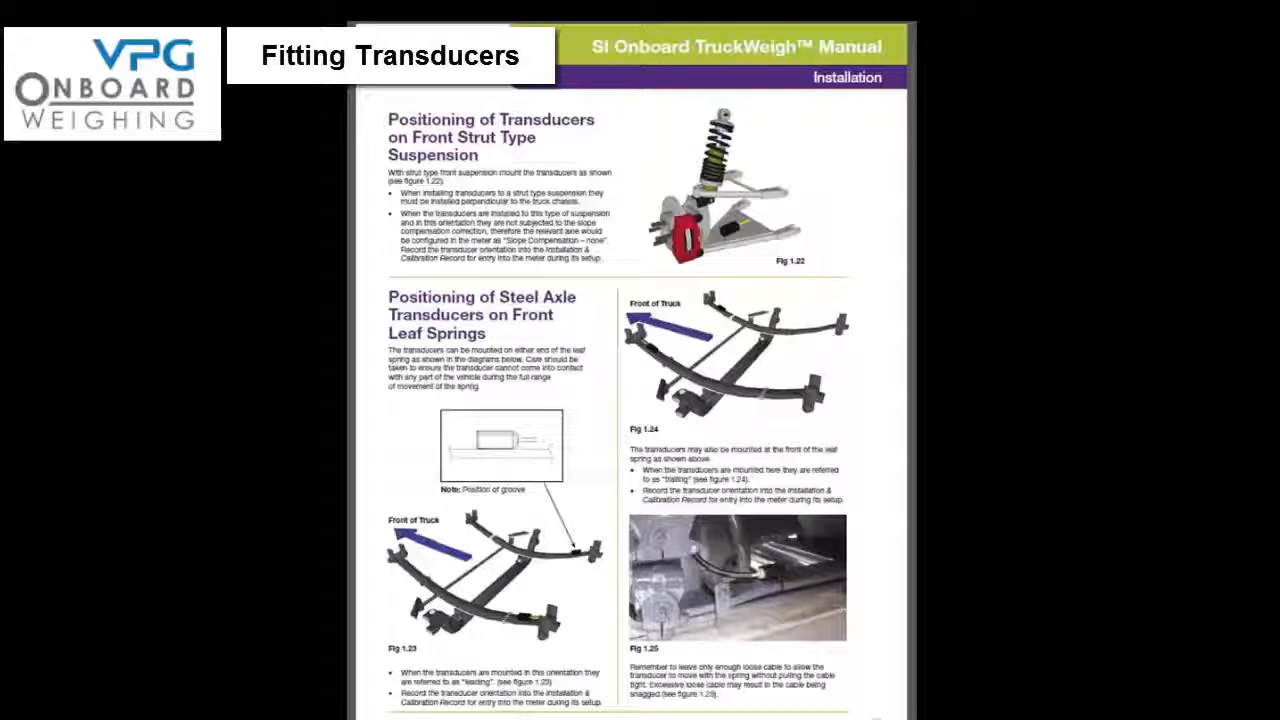 VPG
ONBOARD
WEIGHING
Fitting Transducers
SI Onboard TruckWeigh™ Manual
Installation
Positioning of Transducers
on Front Strut Type
Suspension
With strut type front suspension mount the transducers as shown
(see figure 1.22).
• When installing transducers to a strut type suspension they
must be installed perpendicular to the truck chassis.
• When the transducers are installed to this type of suspension
and in this orientation they are not subjected to the slope
compensation correction, therefore the relevant axle would
be configured in the meter as "Slope Compensation – none".
Record the transducer orientation into the Installation &
Calibration Record for entry into the meter during its setup.
Fig 1.22
Positioning of Steel Axle
Transducers on Front
Leaf Springs
The transducers can be mounted on either end of the leaf
spring as shown in the diagrams below. Care should be
taken to ensure the transducer cannot come into contact
with any part of the vehicle during the full range
of movement of the spring.
Note: Position of groove
Front of Truck
Fig 1.23
• When the transducers are mounted in this orientation they
are referred to as "leading". (see figure 1.23)
• Record the transducer orientation into the Installation &
Calibration Record for entry into the meter during its setup.
Front of Truck
Fig 1.24
The transducers may also be mounted at the front of the leaf
spring as shown above.
• When the transducers are mounted here they are referred
to as "trailing" (see figure 1.24).
• Record the transducer orientation into the Installation &
Calibration Record for entry into the meter during its setup.
Fig 1.25
Remember to leave only enough loose cable to allow the
transducer to move with the spring without pulling the cable
tight. Excessive loose cable may result in the cable being
snagged (see figure 1.25).